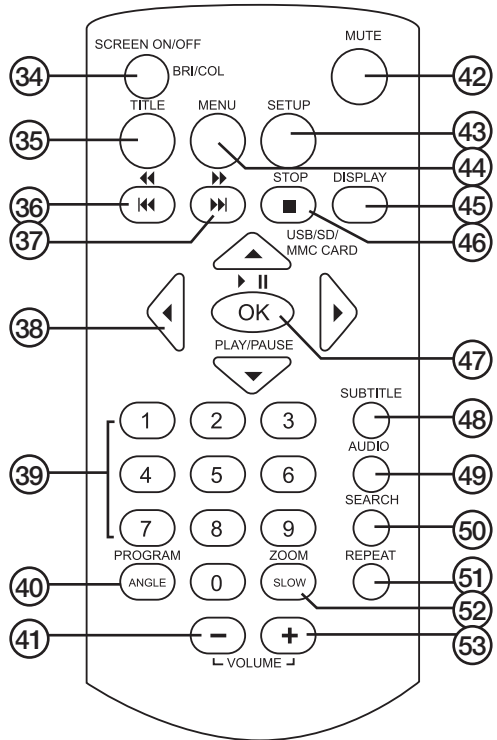 SCREEN ON/OFF
MUTE
34
BRI/COL
42
TITLE
MENU
SETUP
35
43
44
STOP
DISPLAY
36
45
37
USB/SD/
MMC CARD
46
38
OK
47
PLAY/PAUSE
SUBTITLE
1
2
3
48
AUDIO
39
4
5
6
49
SEARCH
7
8
9
50
PROGRAM
ZOOM
REPEAT
51
40
ANGLE
0
SLOW
52
41
−
+
53
VOLUME